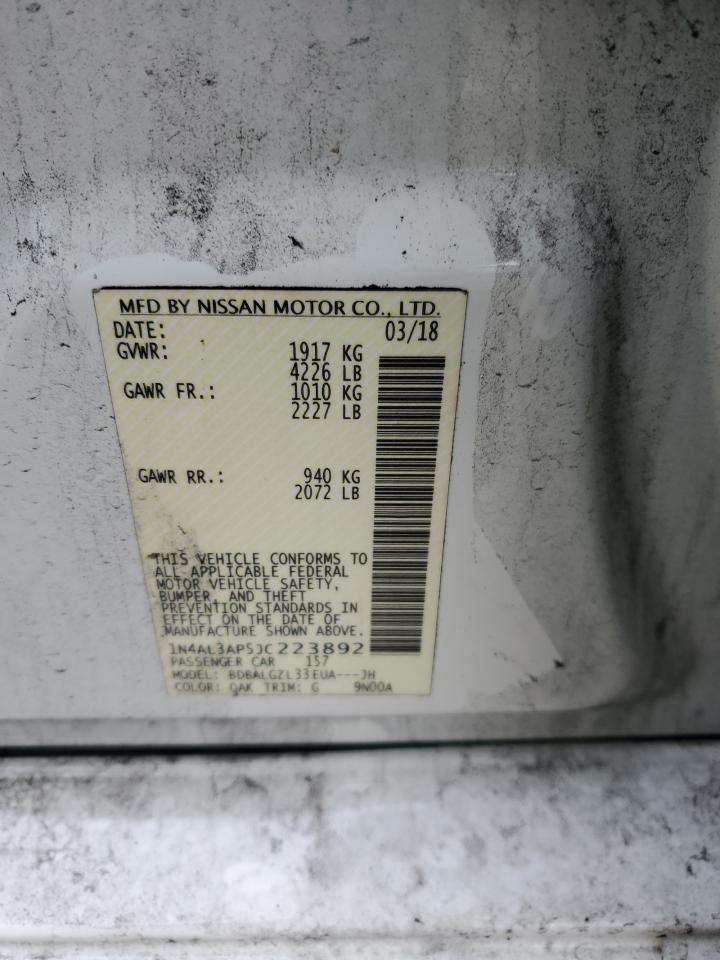 MFD BY NISSAN MOTOR CO., LTD.
DATE: 03/18
GVWR: 1917 KG
4226 LB
GAWR FR.: 1010 KG
2227 LB
GAWR RR.: 940 KG
2072 LB
THIS VEHICLE CONFORMS TO
ALL APPLICABLE FEDERAL
MOTOR VEHICLE SAFETY,
BUMPER, AND THEFT
PREVENTION STANDARDS IN
EFFECT ON THE DATE OF
MANUFACTURE SHOWN ABOVE.
1N4AL3AP5JC223892
PASSENGER CAR 157
MODEL: BDBALGZL33EUA---JH
COLOR: QAK TRIM: G 9N00A